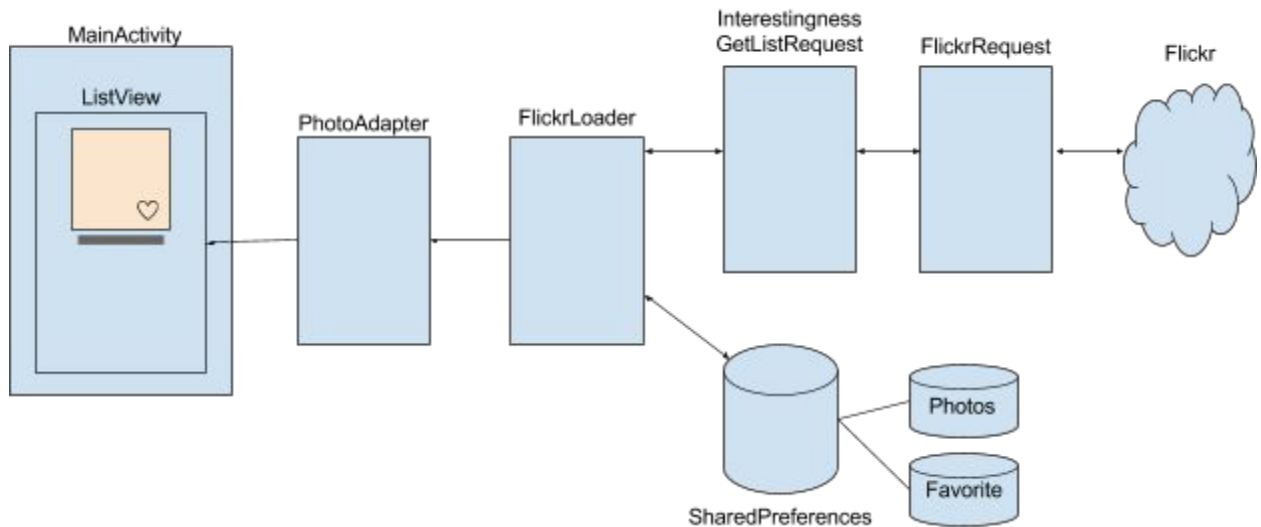 MainActivity
ListView
PhotoAdapter
FlickrLoader
Interestingness
GetListRequest
FlickrRequest
Flickr
Photos
Favorite
SharedPreferences